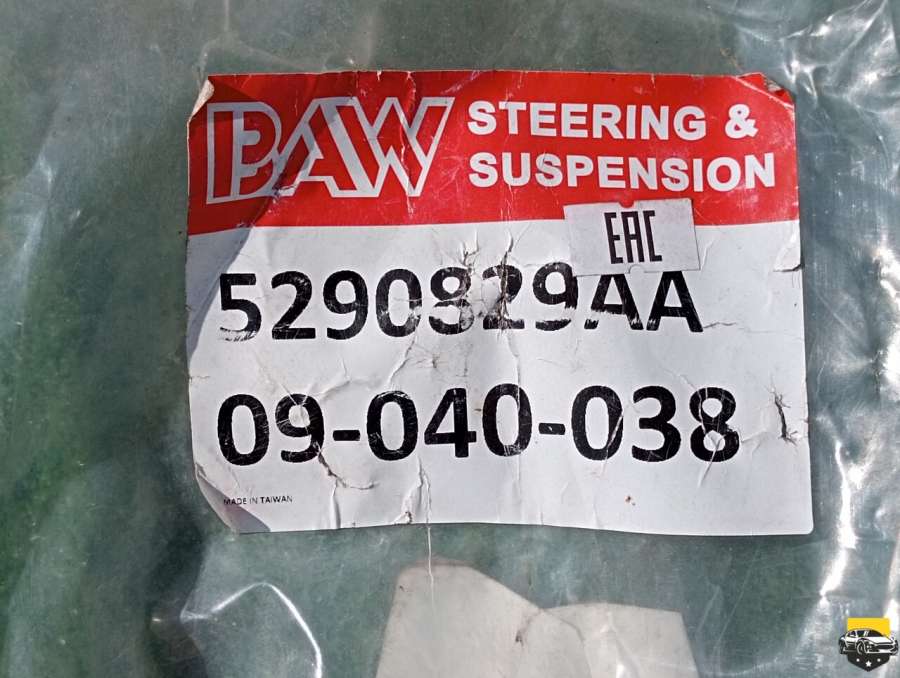 BAW STEERING &
SUSPENSION
EAC
5290829AA
09-040-038
MADE IN TAIWAN